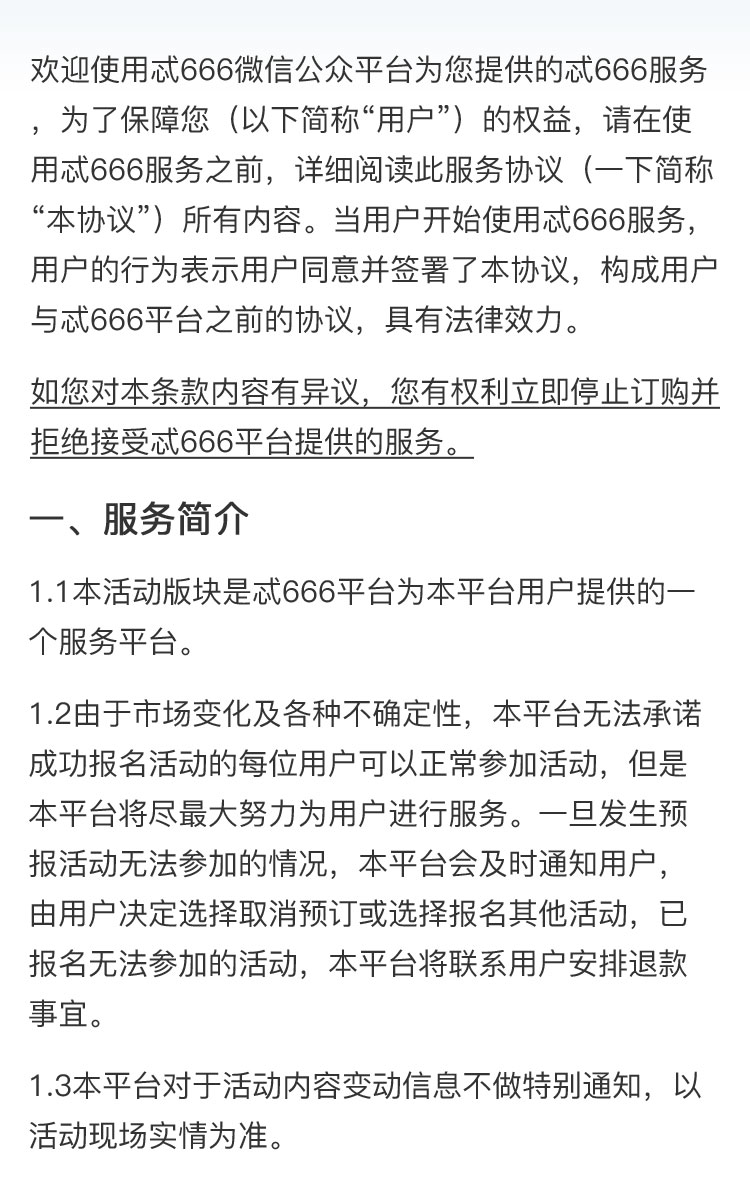 欢迎使用忒666微信公众平台为您提供的忒666服务
，为了保障您（以下简称“用户”）的权益，请在使
用忒666服务之前，详细阅读此服务协议（一下简称
“本协议”）所有内容。当用户开始使用忒666服务，
用户的行为表示用户同意并签署了本协议，构成用户
与忒666平台之前的协议，具有法律效力。
如您对本条款内容有异议，您有权利立即停止订购并
拒绝接受忒666平台提供的服务。
一、服务简介
1.1本活动版块是忒666平台为本平台用户提供的一
个服务平台。
1.2由于市场变化及各种不确定性，本平台无法承诺
成功报名活动的每位用户可以正常参加活动，但是
本平台将尽最大努力为用户进行服务。一旦发生预
报活动无法参加的情况，本平台会及时通知用户，
由用户决定选择取消预订或选择报名其他活动，已
报名无法参加的活动，本平台将联系用户安排退款
事宜。
1.3本平台对于活动内容变动信息不做特别通知，以
活动现场实情为准。